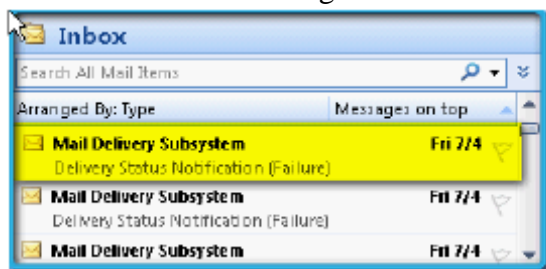 Inbox
Search All Mail Items
Arranged By: Type Messages on top
Mail Delivery Subsystem Fri 7/4
Delivery Status Notification (Failure)
Mail Delivery Subsystem Fri 7/4
Delivery Status Notification (Failure)
Mail Delivery Subsystem Fri 7/4